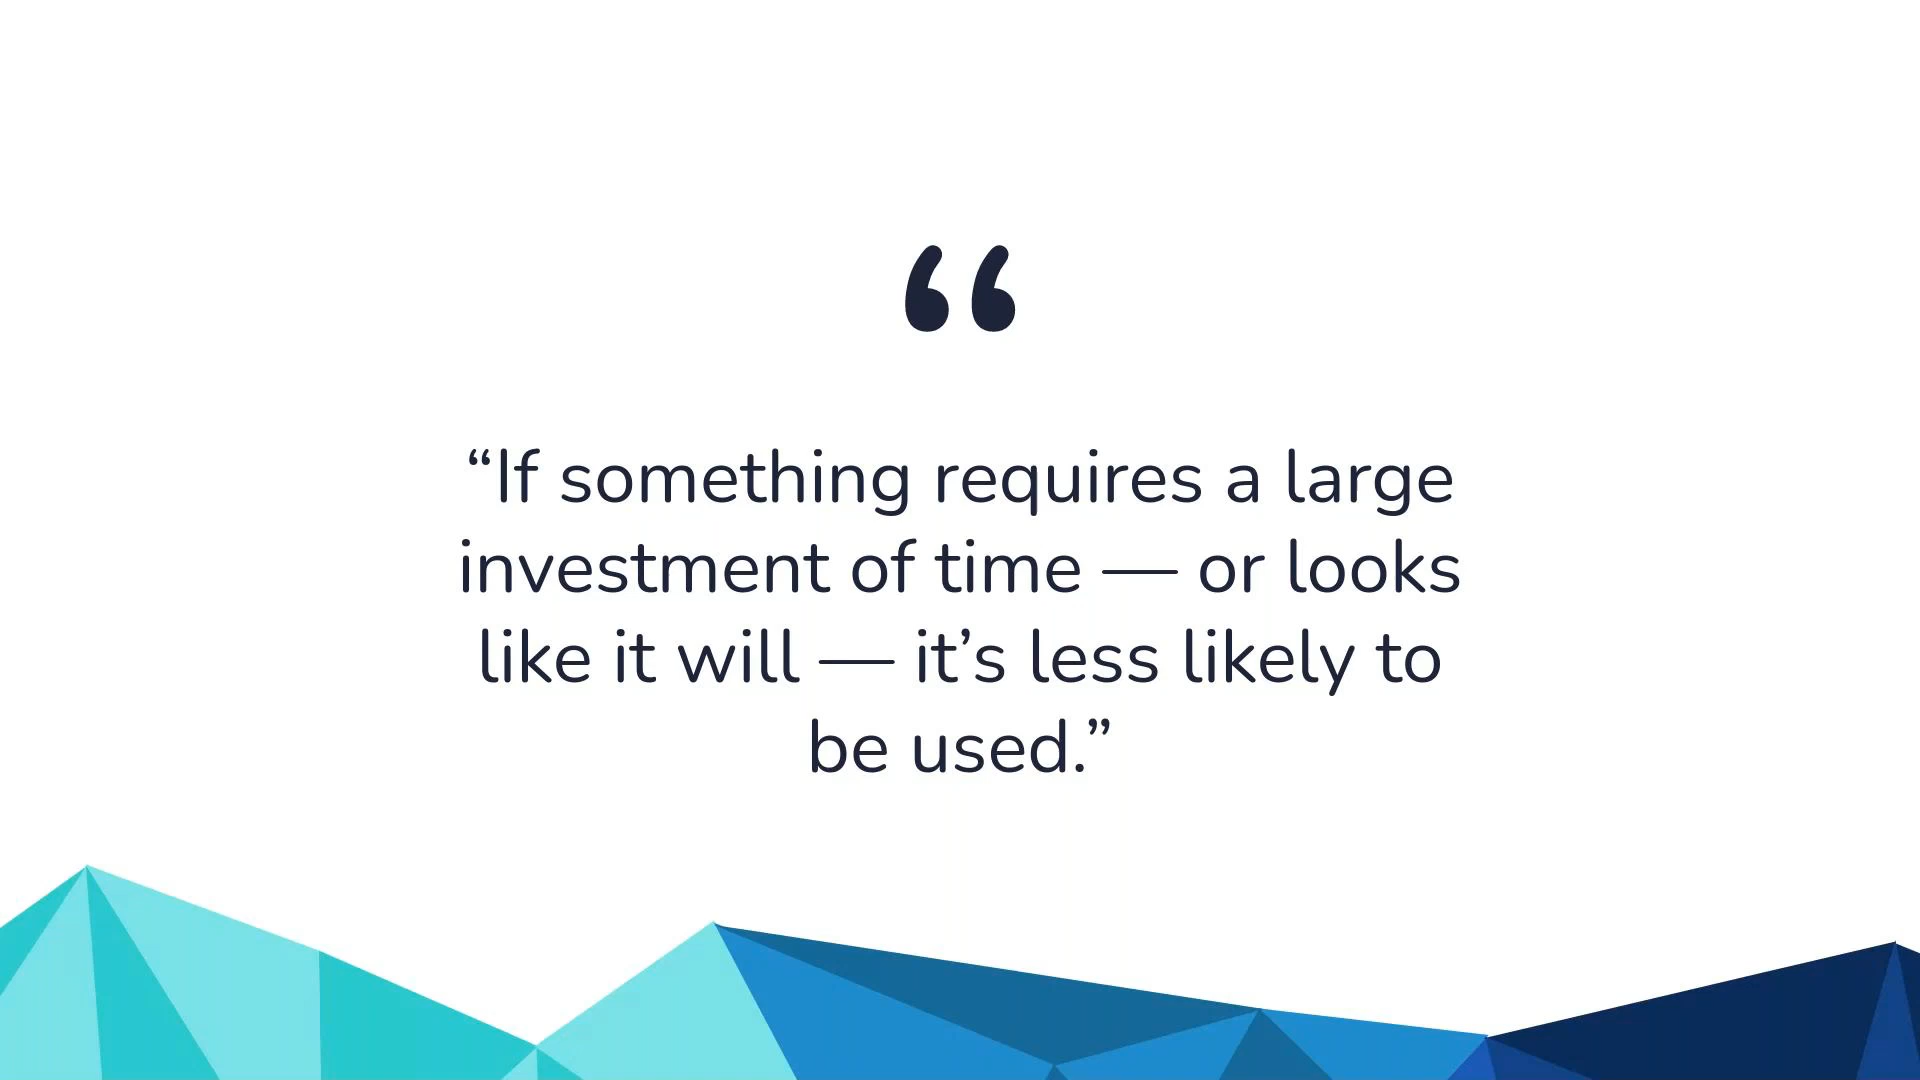 “
“If something requires a large
investment of time — or looks
like it will — it’s less likely to
be used.”